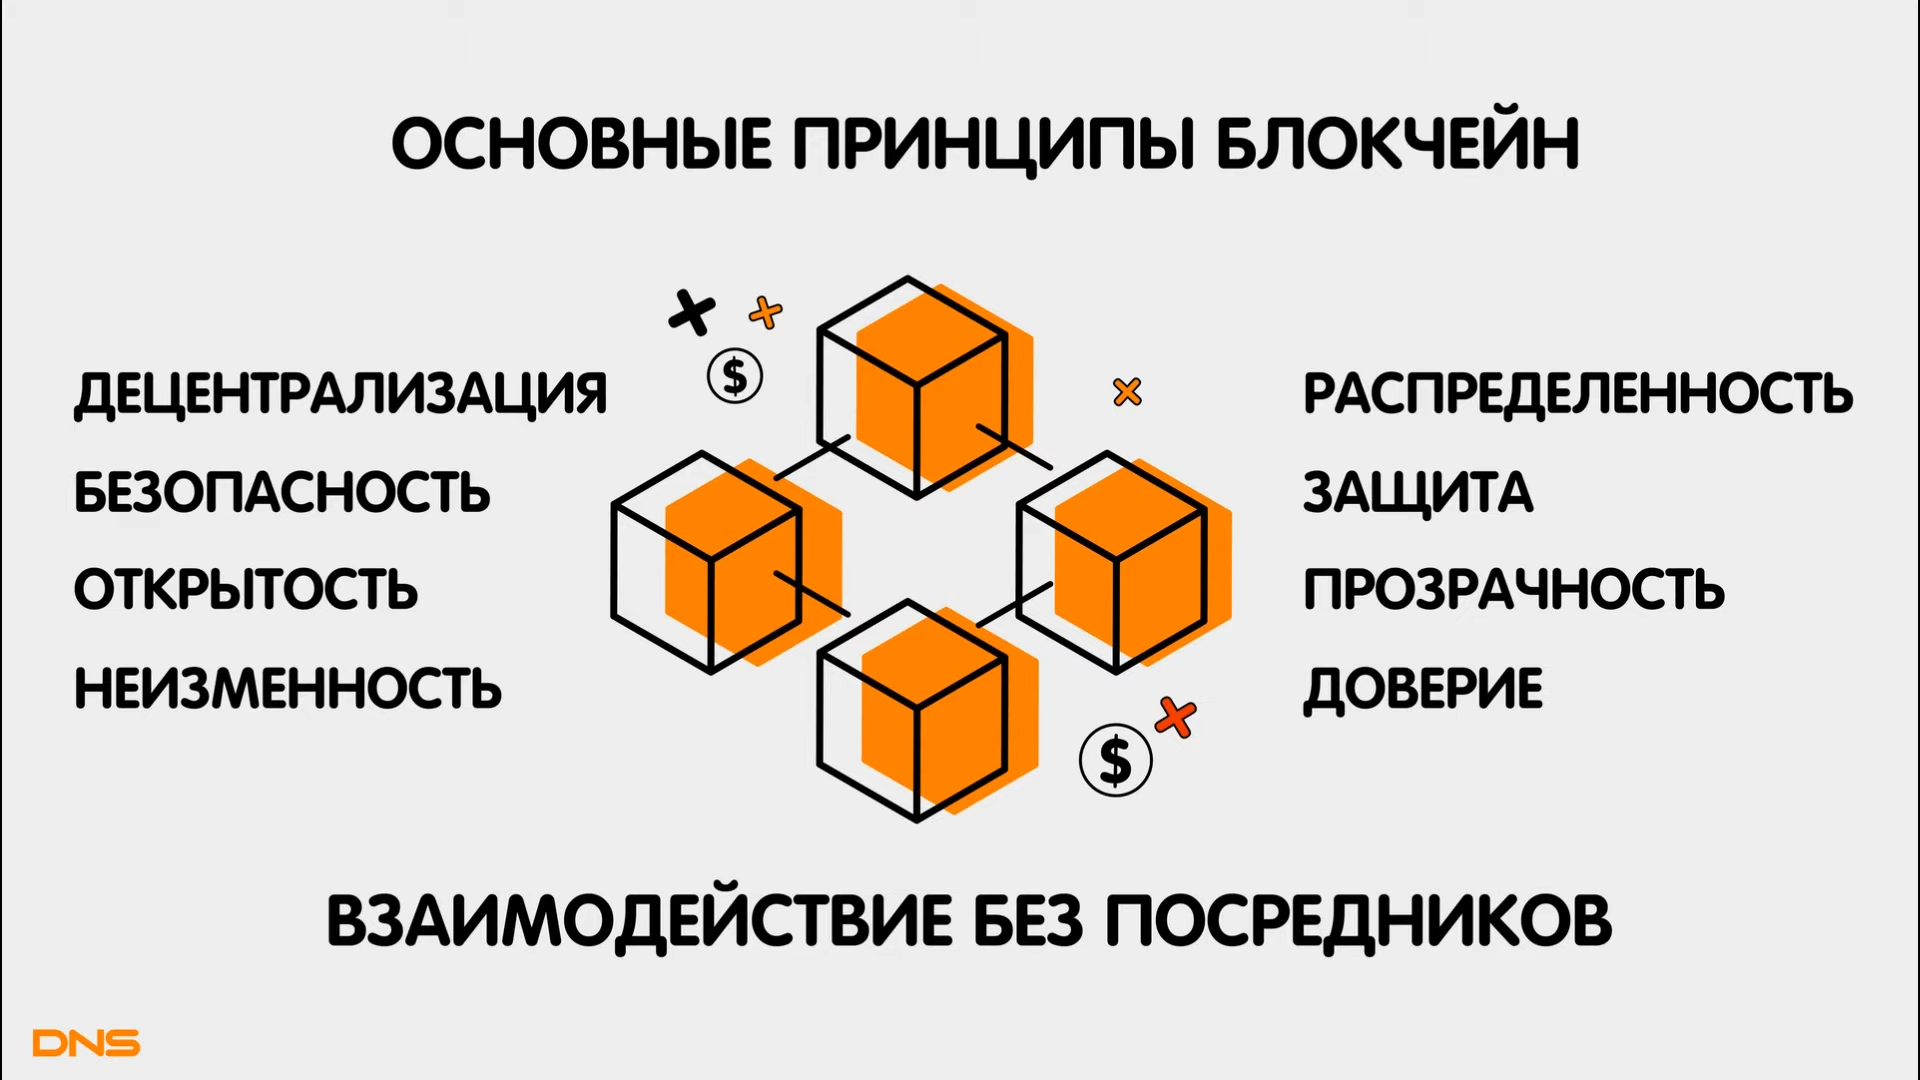 ОСНОВНЫЕ ПРИНЦИПЫ БЛОКЧЕЙН
ДЕЦЕНТРАЛИЗАЦИЯ
БЕЗОПАСНОСТЬ
ОТКРЫТОСТЬ
НЕИЗМЕННОСТЬ
$
$
РАСПРЕДЕЛЕННОСТЬ
ЗАЩИТА
ПРОЗРАЧНОСТЬ
ДОВЕРИЕ
ВЗАИМОДЕЙСТВИЕ БЕЗ ПОСРЕДНИКОВ
DNS